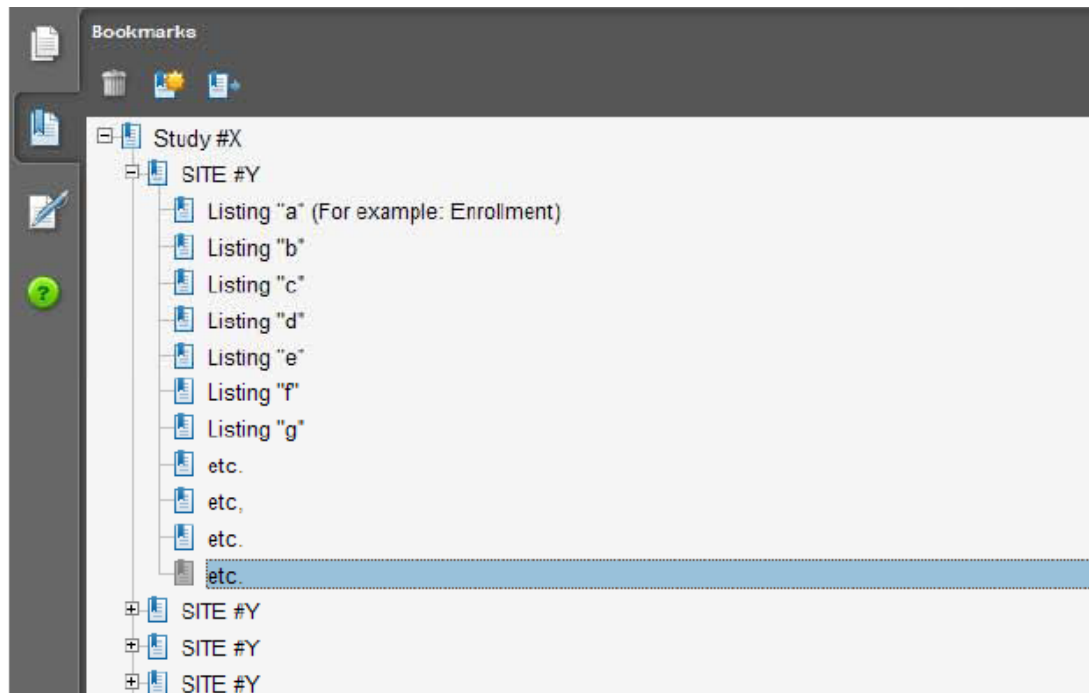 Bookmarks
Study #X
SITE #Y
Listing "a" (For example: Enrollment)
Listing "b"
Listing "c"
Listing "d"
Listing "e"
Listing "f"
Listing "g"
etc.
etc,
etc.
etc.
SITE #Y
SITE #Y
SITE #Y